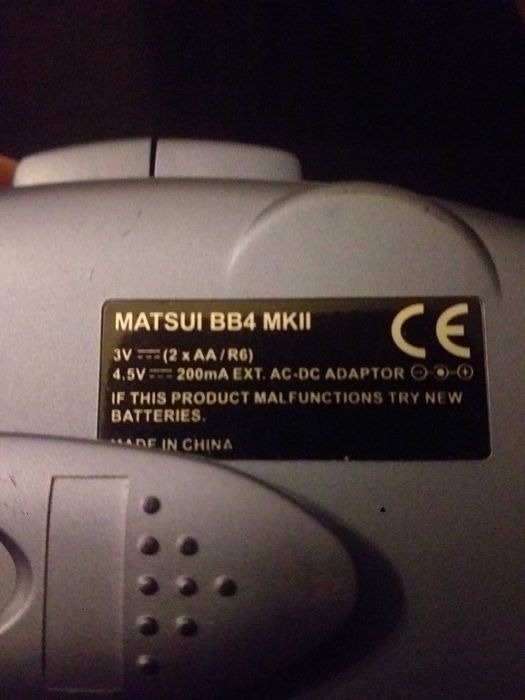 MATSUI BB4 MKII
CE
3V ⎓ (2 x AA / R6)
4.5V ⎓ 200mA EXT. AC-DC ADAPTOR
IF THIS PRODUCT MALFUNCTIONS TRY NEW
BATTERIES.
MADE IN CHINA